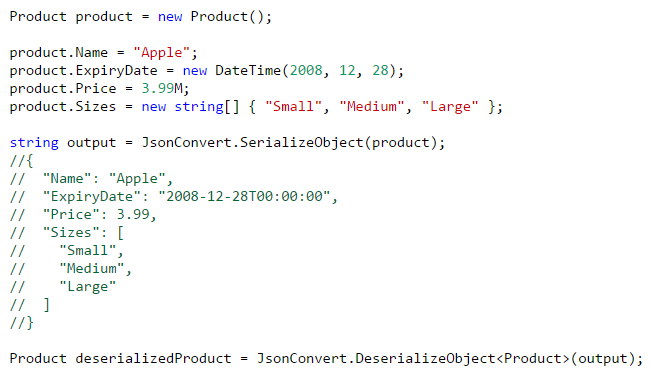 Product product = new Product();

product.Name = "Apple";
product.ExpiryDate = new DateTime(2008, 12, 28);
product.Price = 3.99M;
product.Sizes = new string[] { "Small", "Medium", "Large" };

string output = JsonConvert.SerializeObject(product);
//{
//  "Name": "Apple",
//  "ExpiryDate": "2008-12-28T00:00:00",
//  "Price": 3.99,
//  "Sizes": [
//    "Small",
//    "Medium",
//    "Large"
//  ]
//}

Product deserializedProduct = JsonConvert.DeserializeObject<Product>(output);